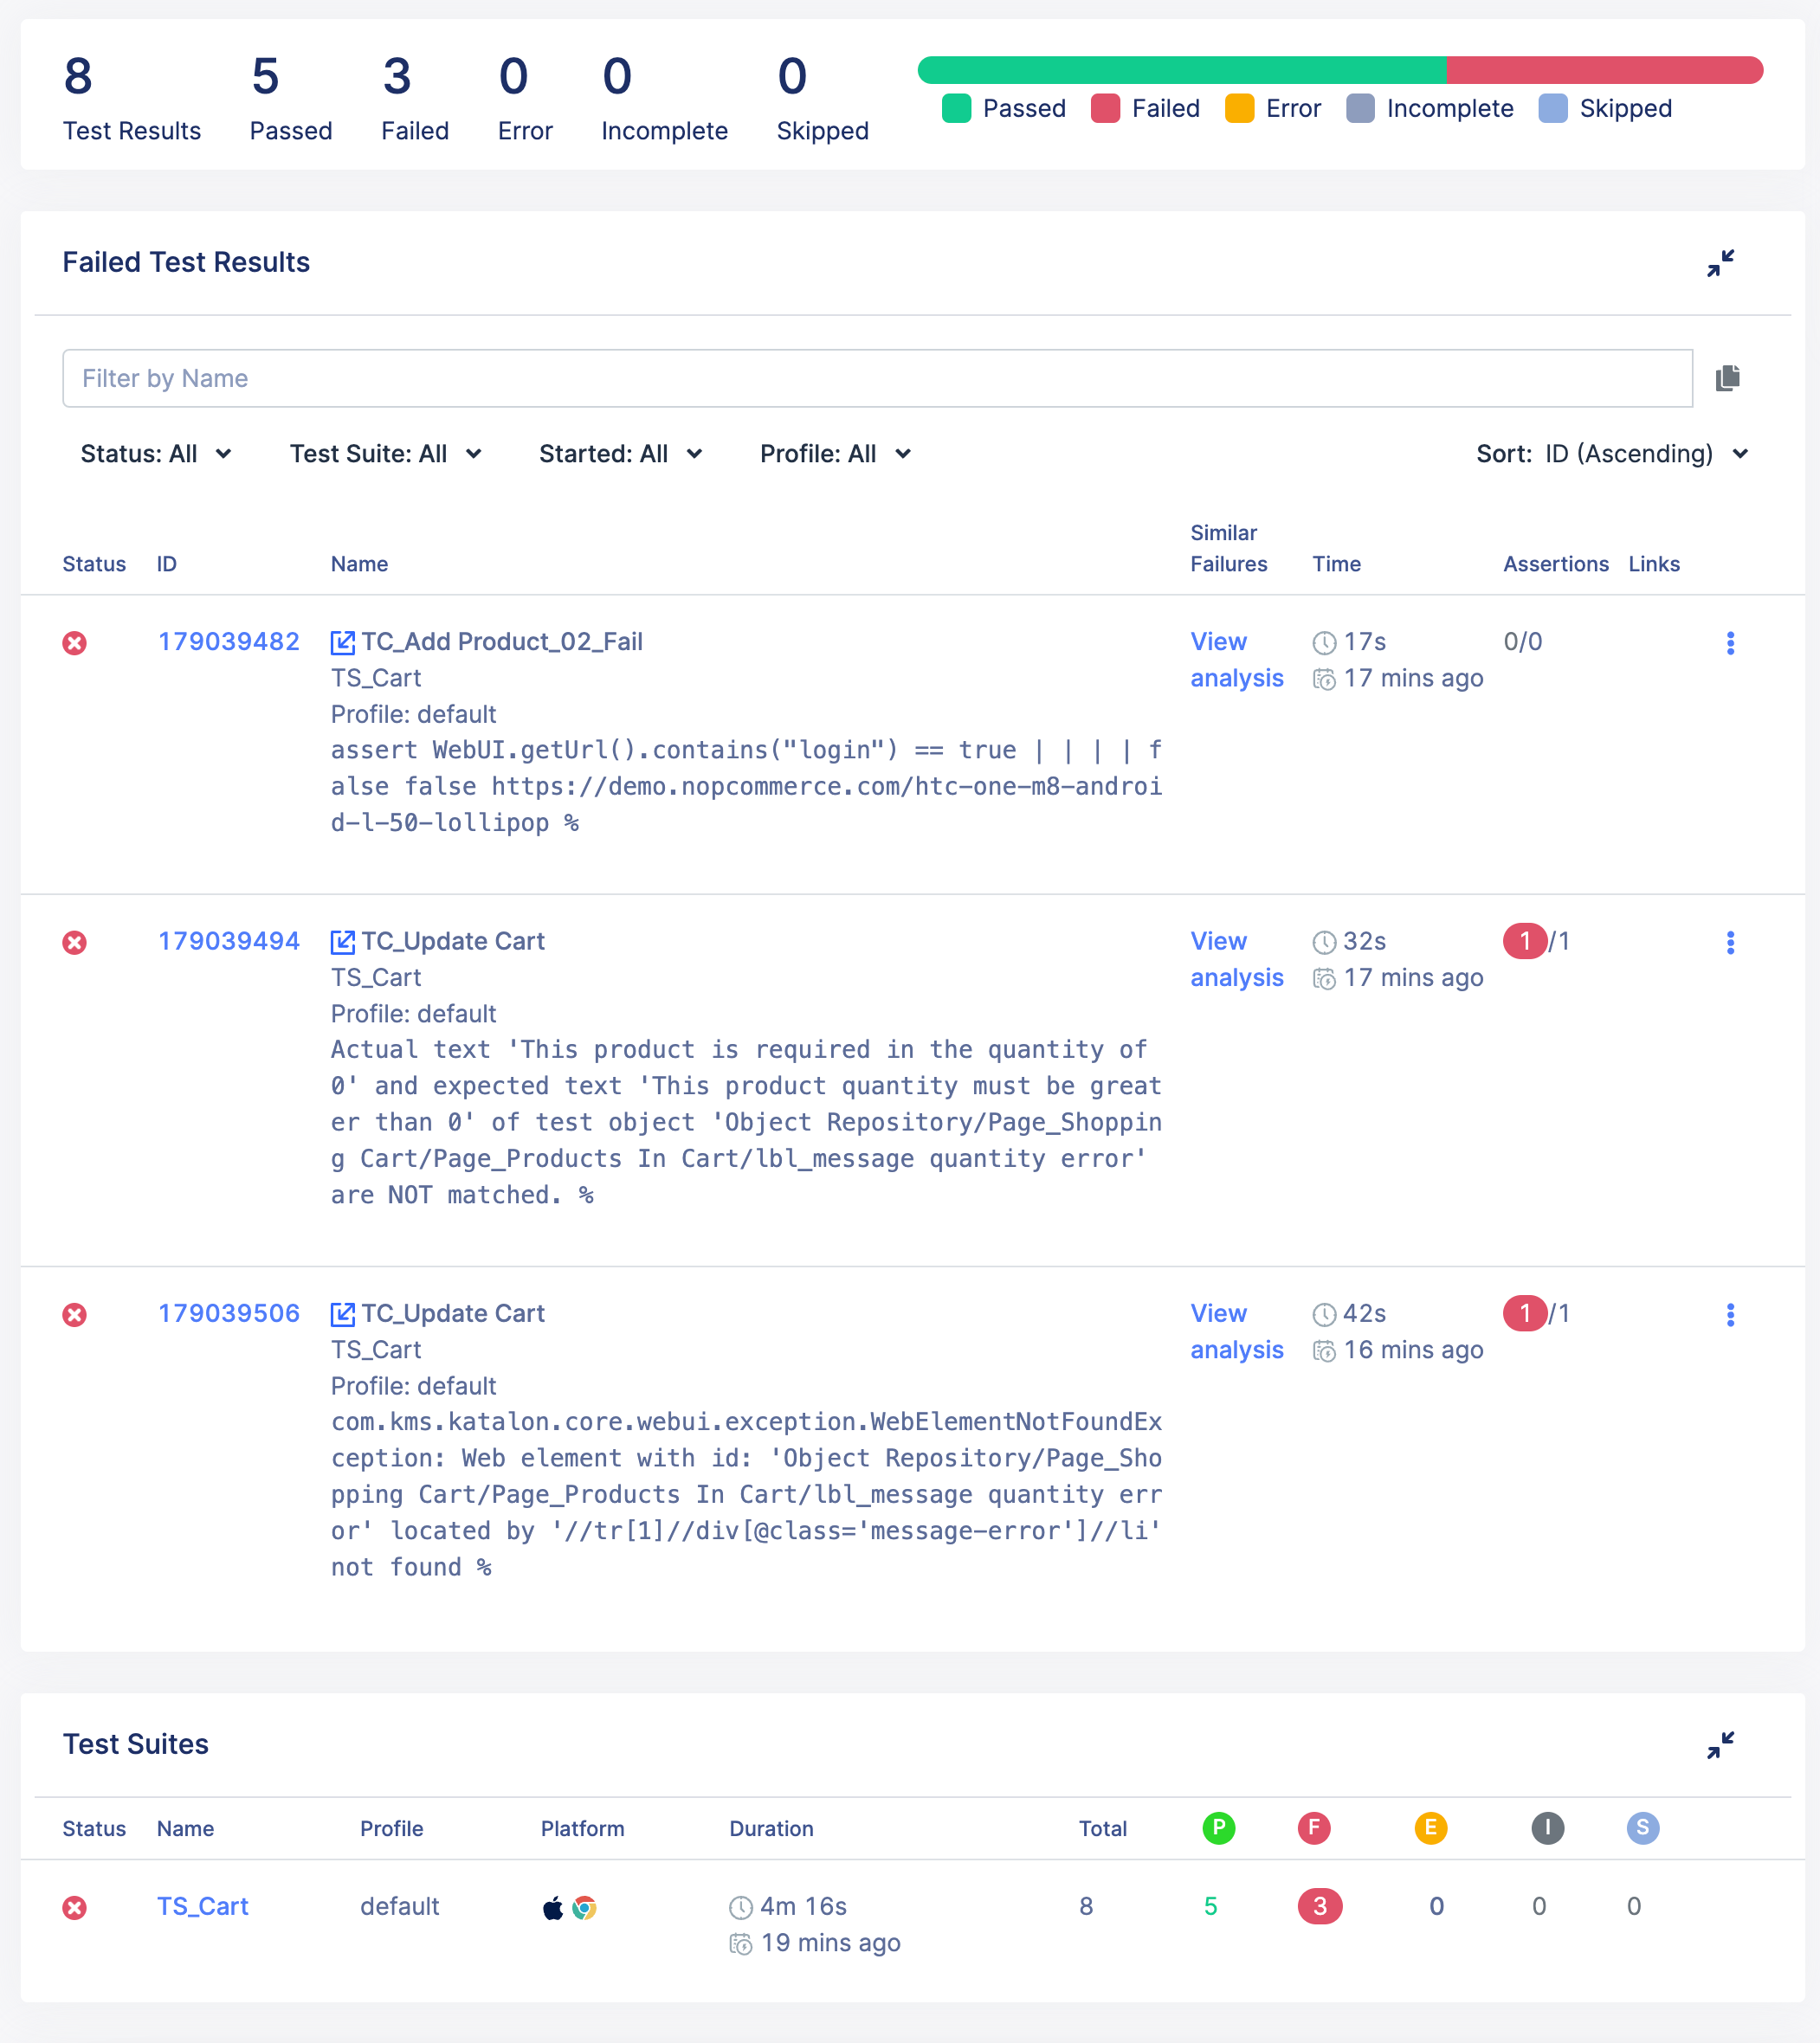 8 5 3 0 0 0
Test Results Passed Failed Error Incomplete Skipped
Passed Failed Error Incomplete Skipped
Failed Test Results
Filter by Name
Status: All Test Suite: All Started: All Profile: All Sort: ID (Ascending)
Status ID Name Similar Failures Time Assertions Links
179039482 TC_Add Product_02_Fail View 17s 0/0
TS_Cart analysis 17 mins ago
Profile: default
assert WebUI.getUrl().contains("login") == true | | | | f
alse false https://demo.nopcommerce.com/htc-one-m8-androi
d-l-50-lollipop %
179039494 TC_Update Cart View 32s 1/1
TS_Cart analysis 17 mins ago
Profile: default
Actual text 'This product is required in the quantity of
0' and expected text 'This product quantity must be great
er than 0' of test object 'Object Repository/Page_Shoppin
g Cart/Page_Products In Cart/lbl_message quantity error'
are NOT matched. %
179039506 TC_Update Cart View 42s 1/1
TS_Cart analysis 16 mins ago
Profile: default
com.kms.katalon.core.webui.exception.WebElementNotFoundEx
ception: Web element with id: 'Object Repository/Page_Sho
pping Cart/Page_Products In Cart/lbl_message quantity err
or' located by '//tr[1]//div[@class='message-error']//li'
not found %
Test Suites
Status Name Profile Platform Duration Total P F E I S
TS_Cart default 4m 16s 8 5 3 0 0 0
19 mins ago